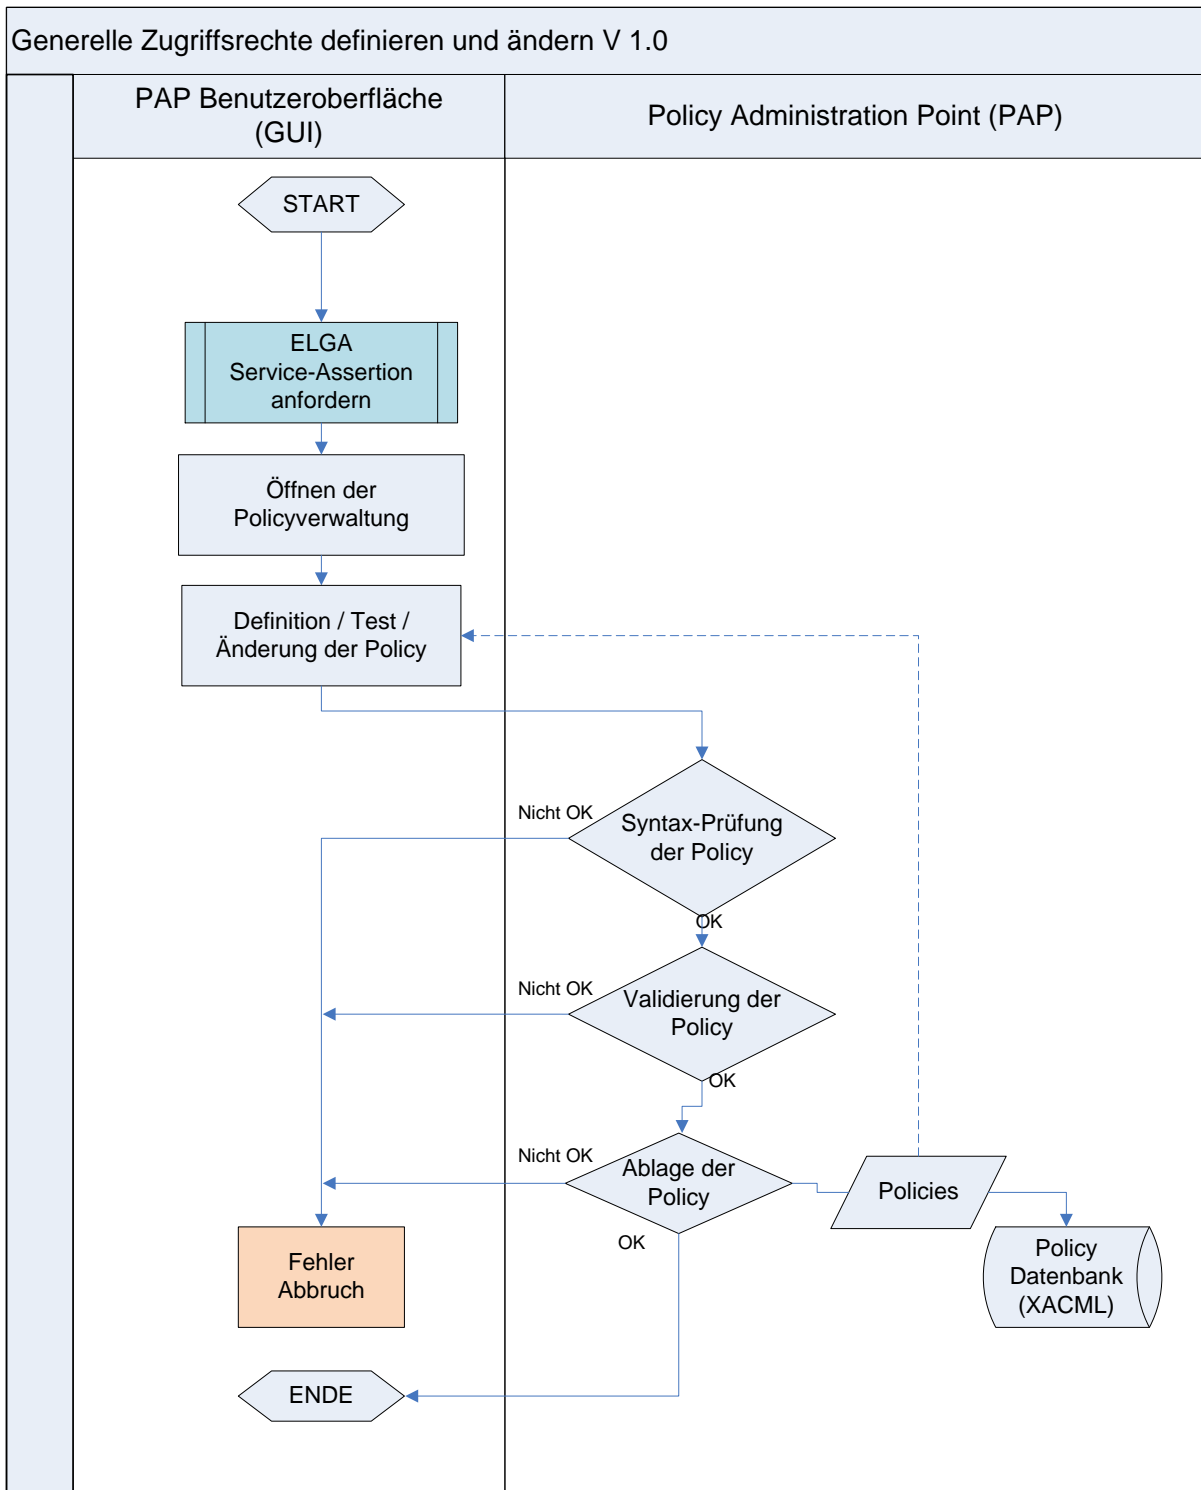 Generelle Zugriffsrechte definieren und ändern V 1.0
PAP Benutzeroberfläche
(GUI)
Policy Administration Point (PAP)
START
ELGA
Service-Assertion
anfordern
Öffnen der
Policyverwaltung
Definition / Test /
Änderung der Policy
Nicht OK
Syntax-Prüfung
der Policy
OK
Nicht OK
Validierung der
Policy
OK
Nicht OK
Ablage der
Policy
Policies
OK
Policy
Datenbank
(XACML)
Fehler
Abbruch
ENDE